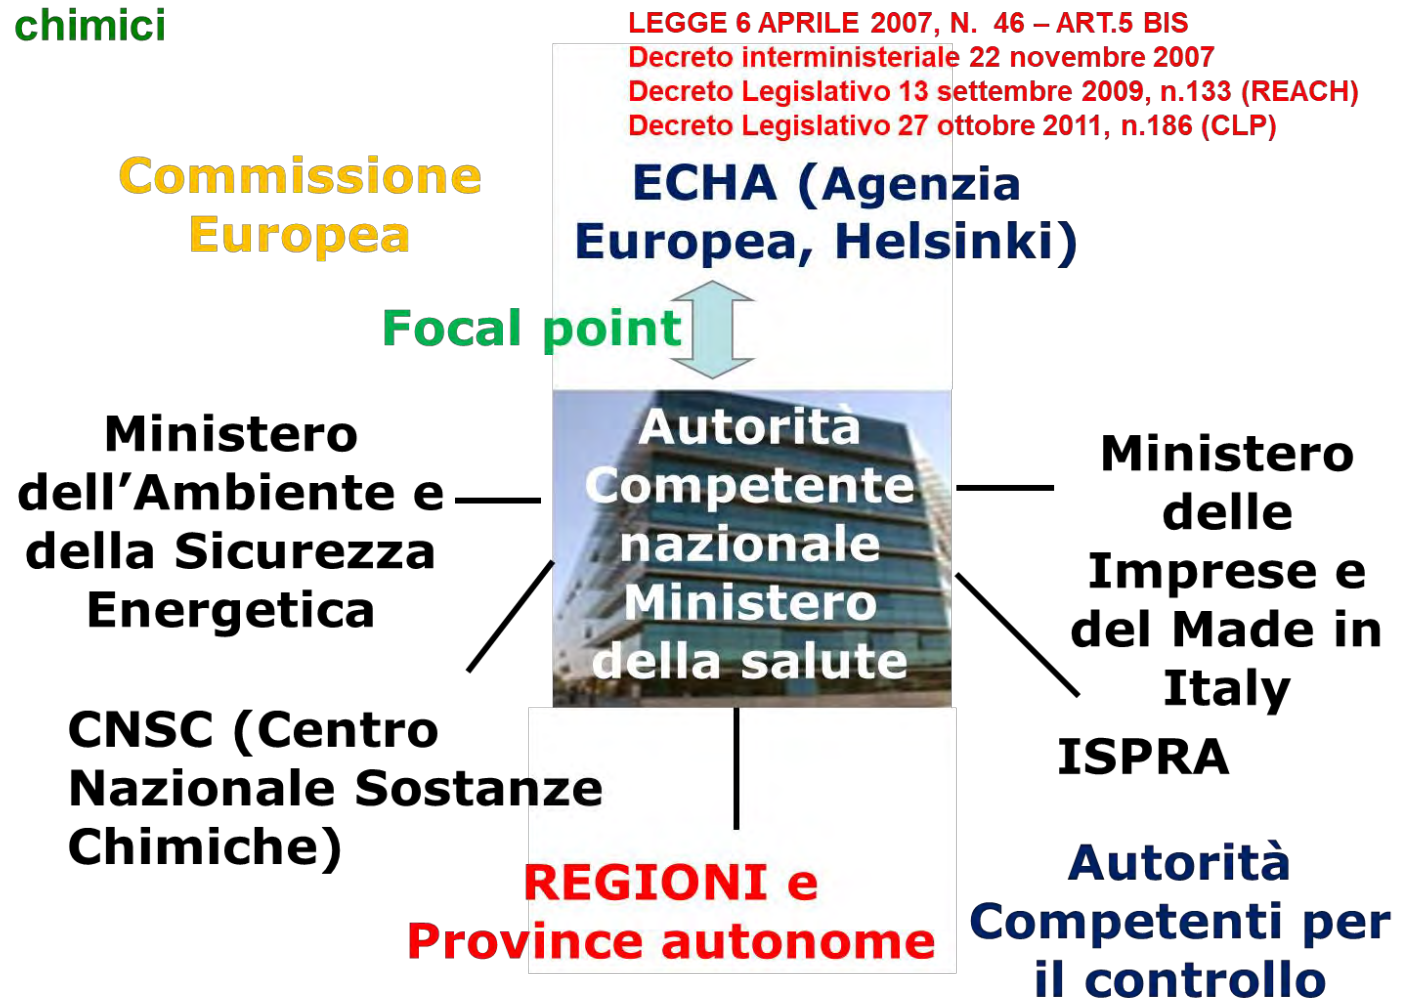 chimici
LEGGE 6 APRILE 2007, N. 46 – ART.5 BIS
Decreto interministeriale 22 novembre 2007
Decreto Legislativo 13 settembre 2009, n.133 (REACH)
Decreto Legislativo 27 ottobre 2011, n.186 (CLP)
Commissione
Europea
ECHA (Agenzia
Europea, Helsinki)
Focal point
Autorità
Competente
nazionale
Ministero
della salute
Ministero
dell’Ambiente e
della Sicurezza
Energetica
Ministero
delle
Imprese e
del Made in
Italy
CNSC (Centro
Nazionale Sostanze
Chimiche)
ISPRA
REGIONI e
Province autonome
Autorità
Competenti per
il controllo